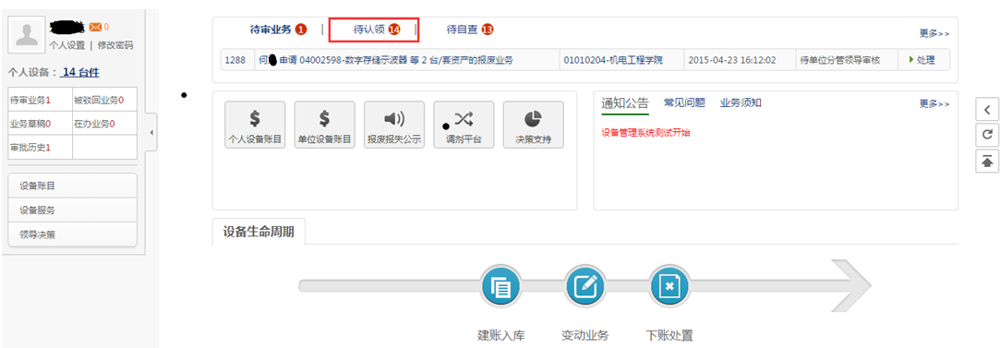 0
个人设置 | 修改密码
个人设备： 14 台件
待审业务1 被驳回业务0
业务草稿0 在办业务0
审批历史1
设备账目
设备服务
领导决策
待审业务 1 | 待认领 14 | 待自查 13
更多>>
1288 何 申请 04002598-数字存储示波器 等 2 台/套资产的报废业务 01010204-机电工程学院 2015-04-23 16:12:02 待单位分管领导审核 处理
个人设备账目 单位设备账目 报废报失公示 调剂平台 决策支持
通知公告 常见问题 业务须知 更多>>
设备管理系统测试开始
设备生命周期
建账入库 变动业务 下账处置